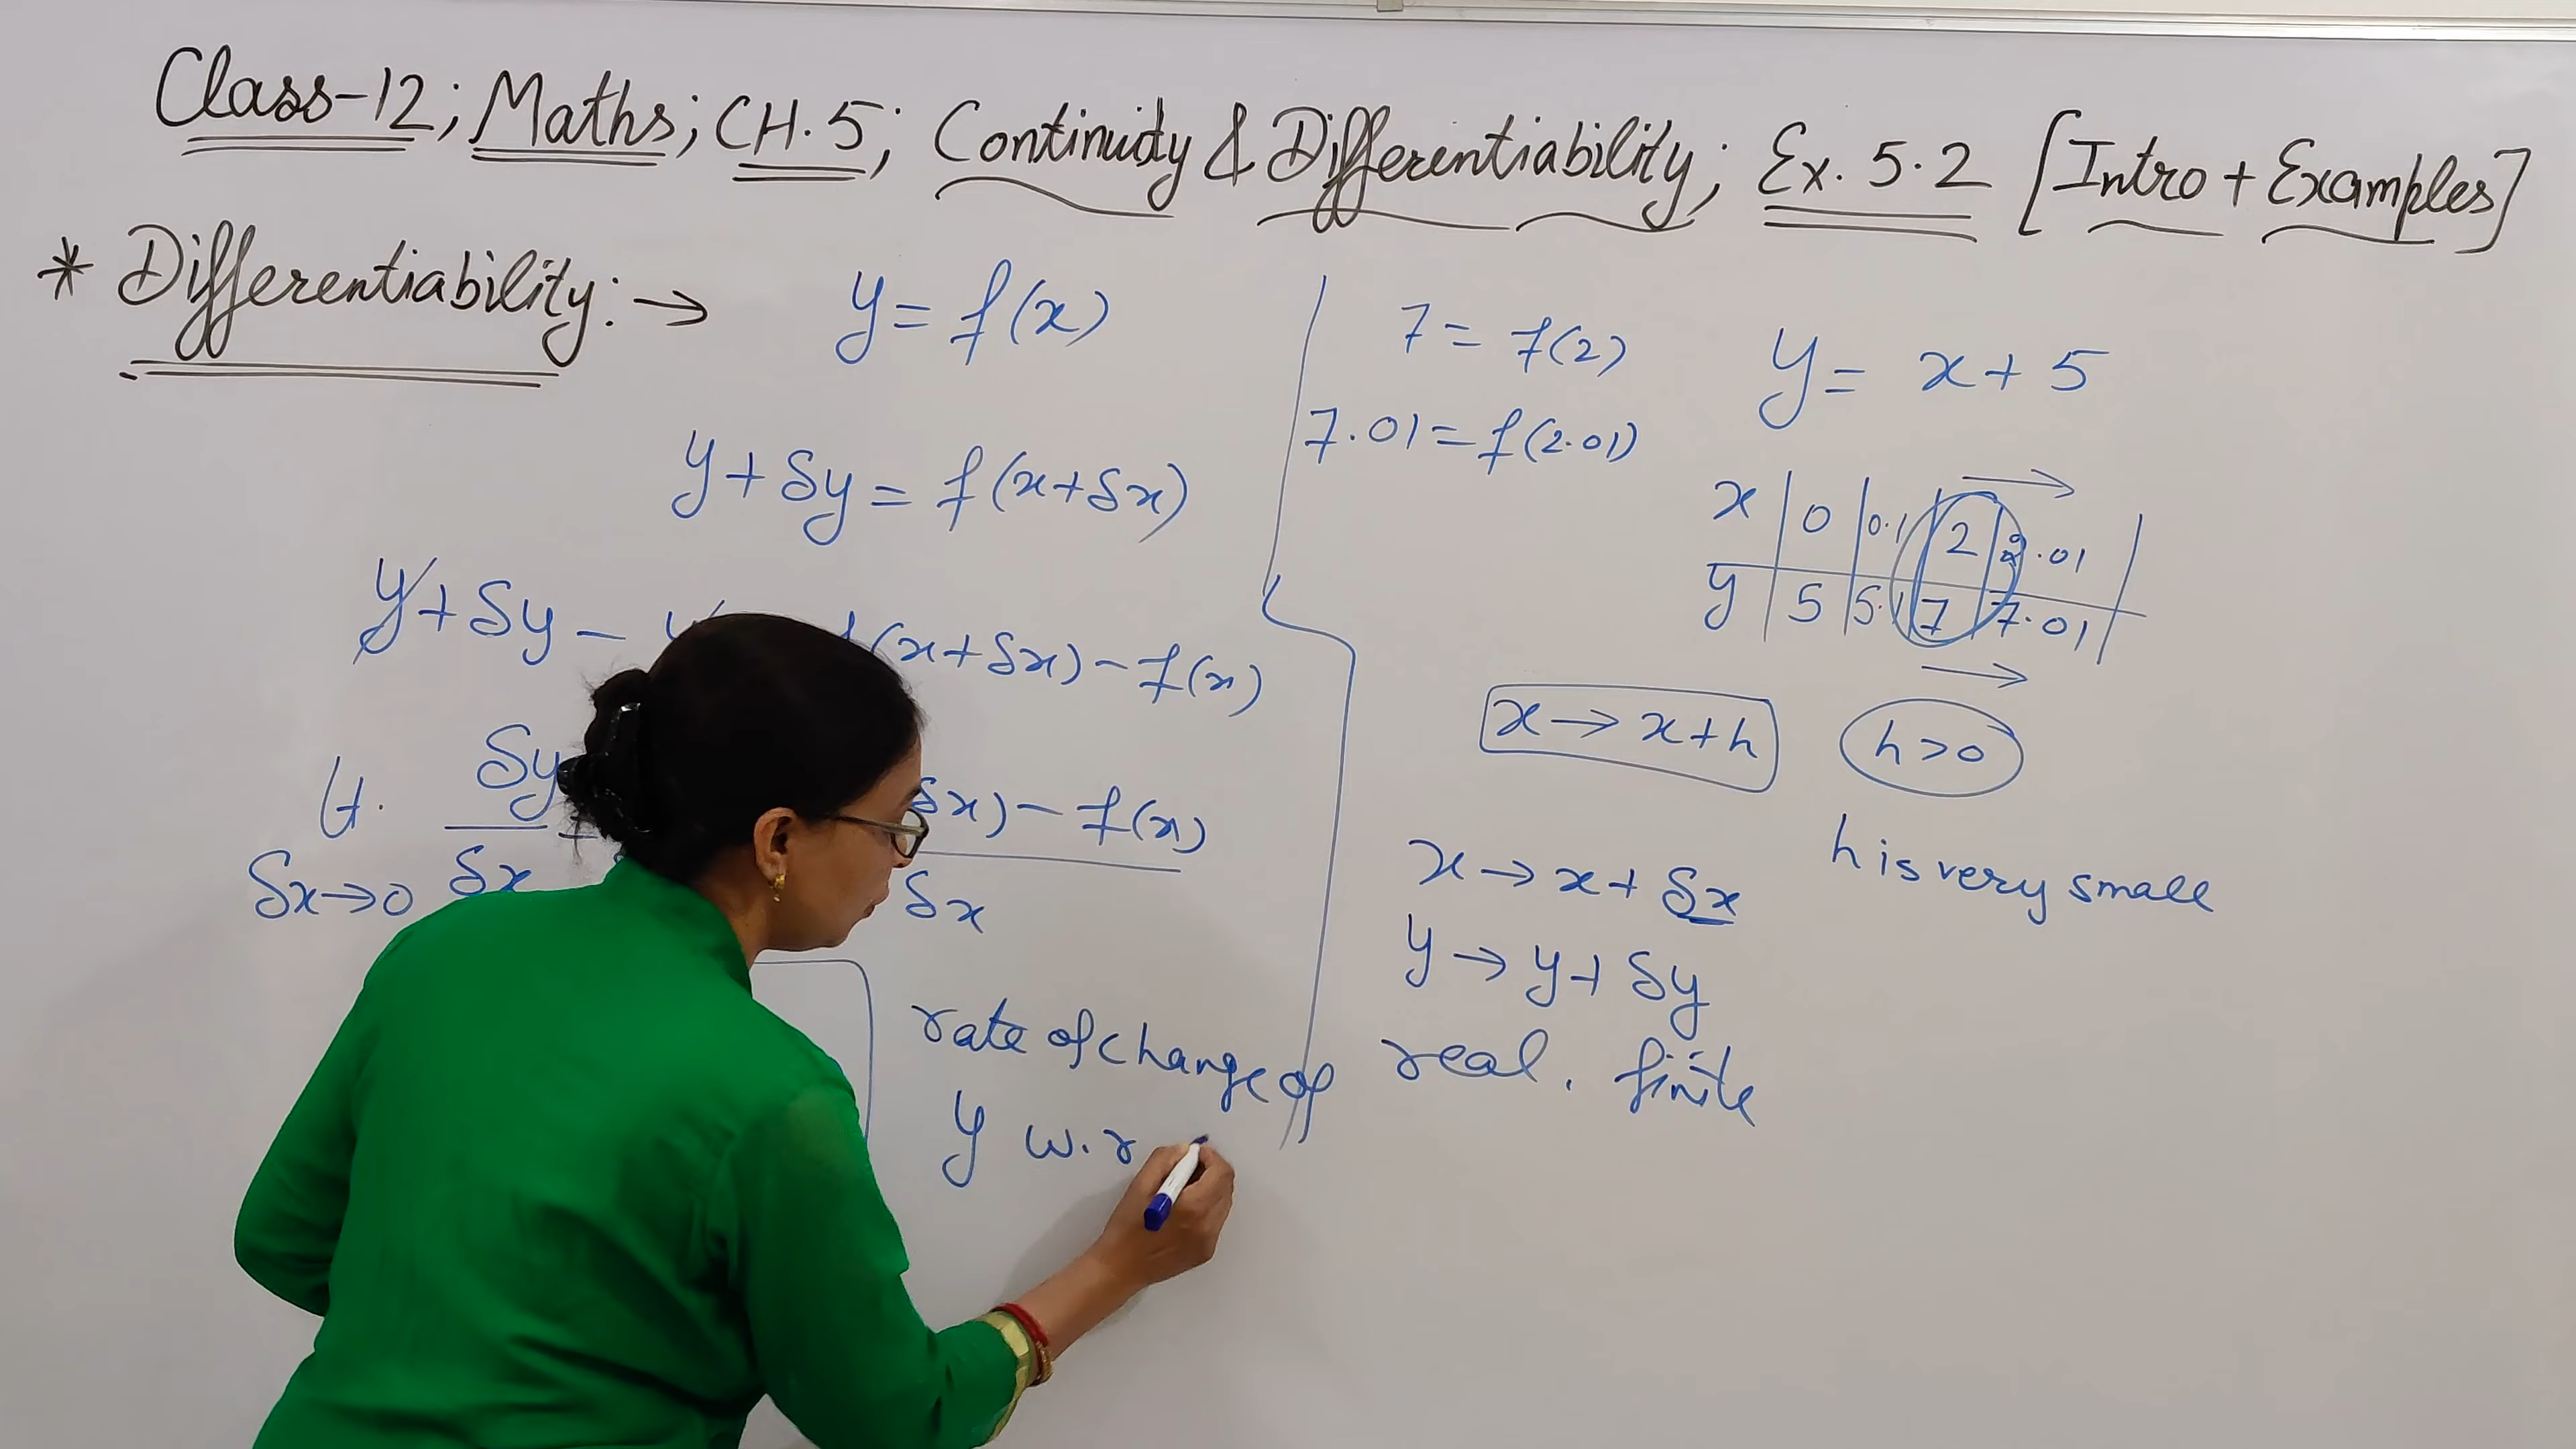 Class-12; Maths; CH.5; Continuidy & Differentiability; Ex. 5.2 [Intro + Examples]
* Differentiability:→
y = f(x)
y + δy = f(x+δx)
y + δy − (x+δx) − f(x)
Lt. δy δx) − f(x)
δx→0 δx δx
rate of change of
y w.r
7 = f(2)
7.01 = f(2.01)
y = x + 5
x 0 0.1 2 2.01
y 5 5.1 7 7.01
x → x+h h>0
h is very small
x → x + δx
y → y + δy
real. finite